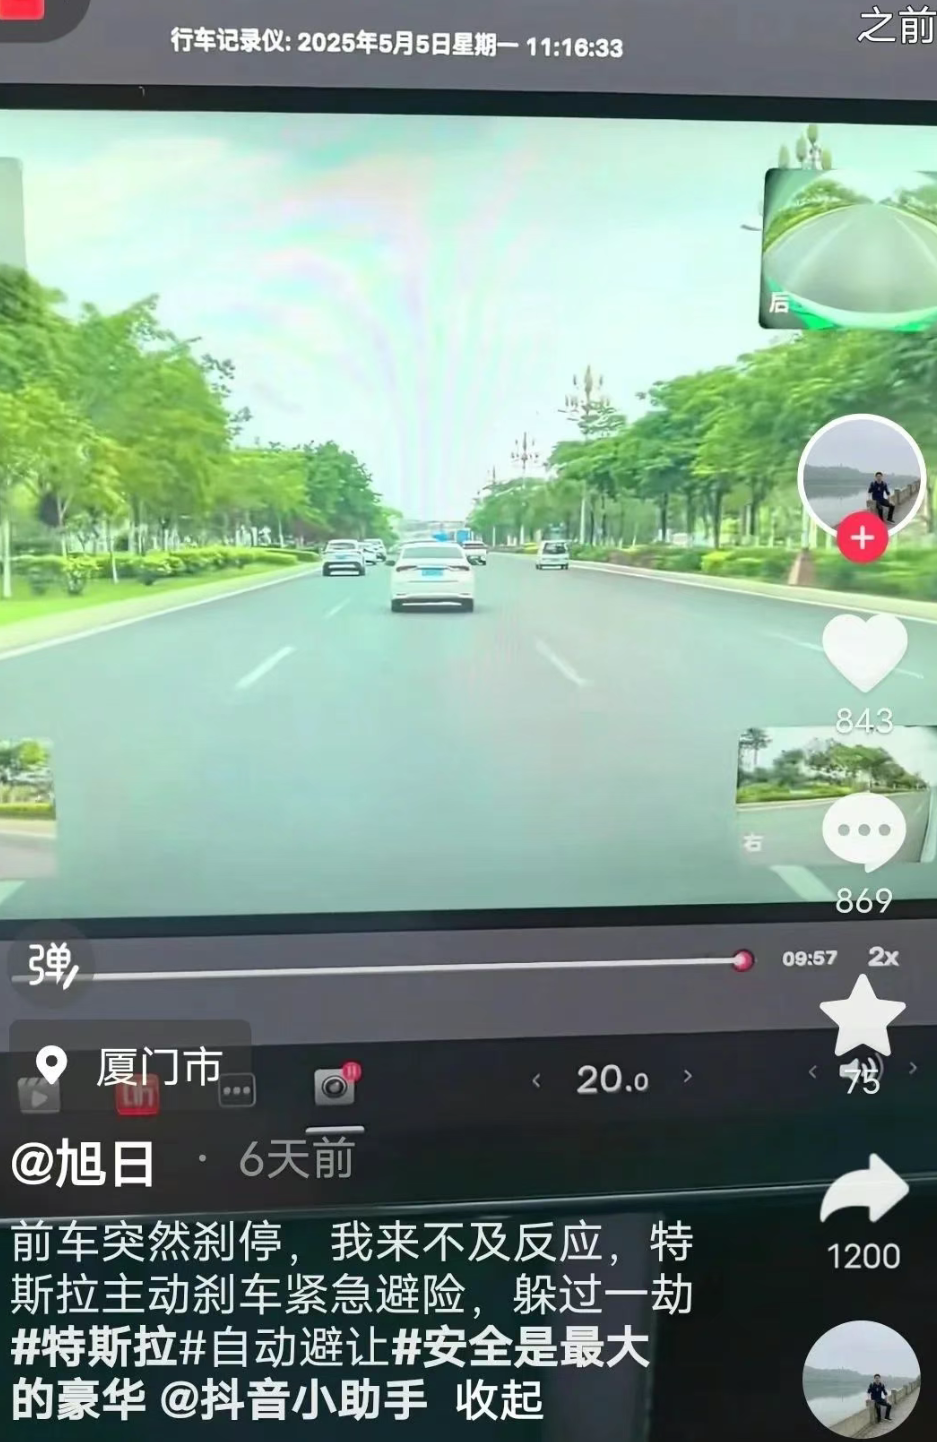 行车记录仪: 2025年5月5日星期一 11:16:33
之前
后
843
右
869
弹
09:57 2x
厦门市
20.0
75
@旭日 · 6天前
1200
前车突然刹停，我来不及反应，特
斯拉主动刹车紧急避险，躲过一劫
#特斯拉#自动避让#安全是最大
的豪华 @抖音小助手 收起